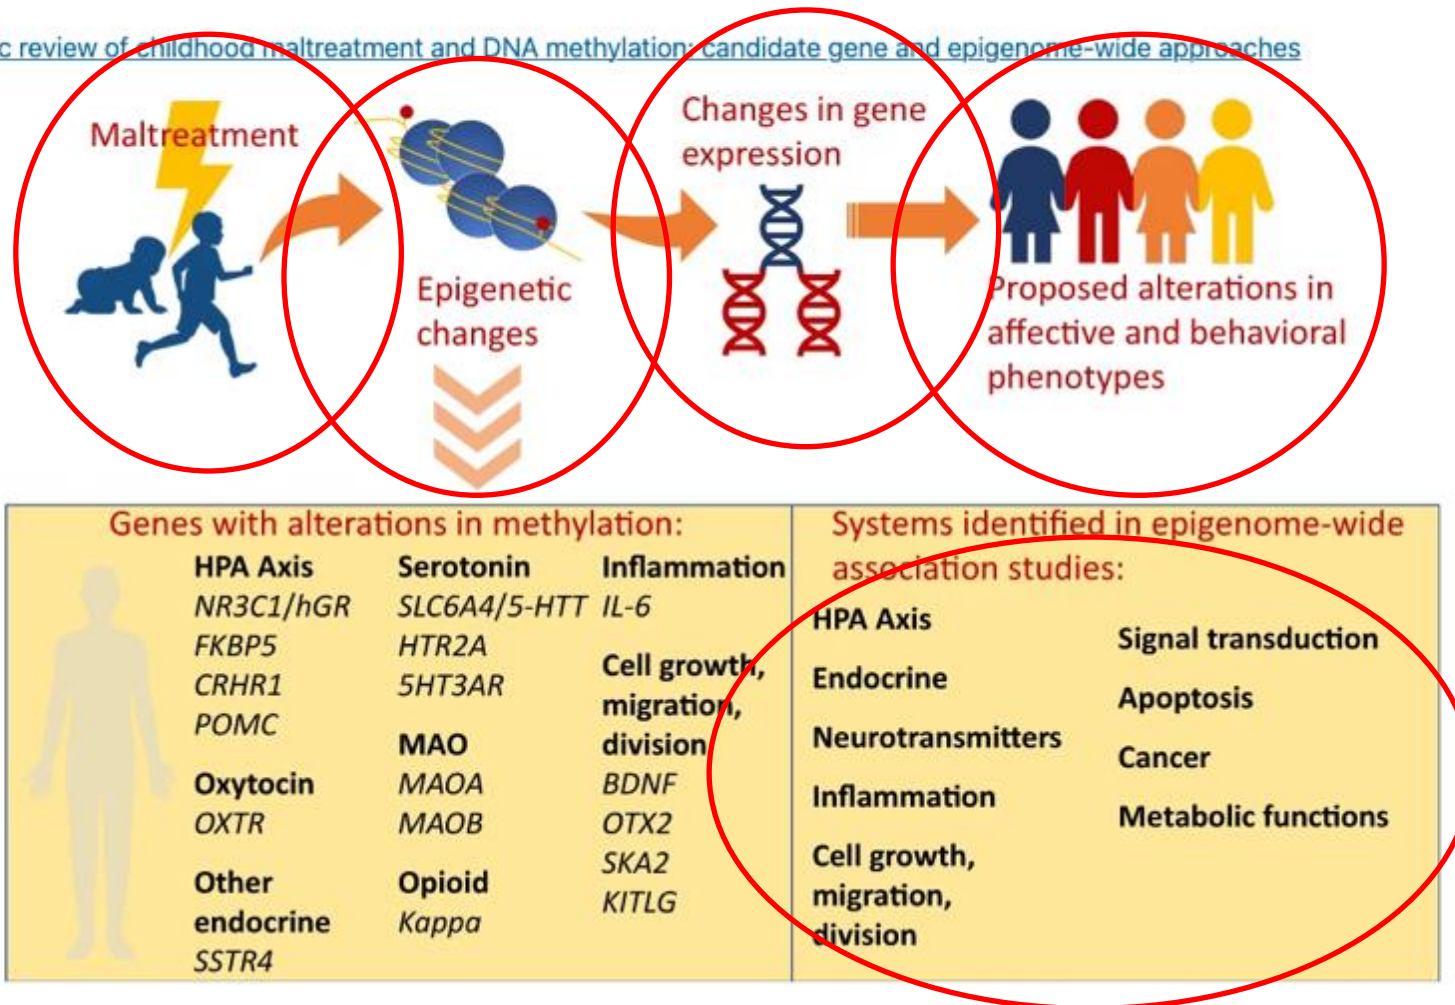 c review of childhood maltreatment and DNA methylation: candidate gene and epigenome-wide approaches
Maltreatment
Epigenetic
changes
Changes in gene
expression
Proposed alterations in
affective and behavioral
phenotypes
Genes with alterations in methylation:
HPA Axis
NR3C1/hGR
FKBP5
CRHR1
POMC
Oxytocin
OXTR
Other
endocrine
SSTR4
Serotonin
SLC6A4/5-HTT
HTR2A
5HT3AR
MAO
MAOA
MAOB
Opioid
Kappa
Inflammation
IL-6
Cell growth,
migration,
division
BDNF
OTX2
SKA2
KITLG
Systems identified in epigenome-wide
association studies:
HPA Axis
Endocrine
Neurotransmitters
Inflammation
Cell growth,
migration,
division
Signal transduction
Apoptosis
Cancer
Metabolic functions